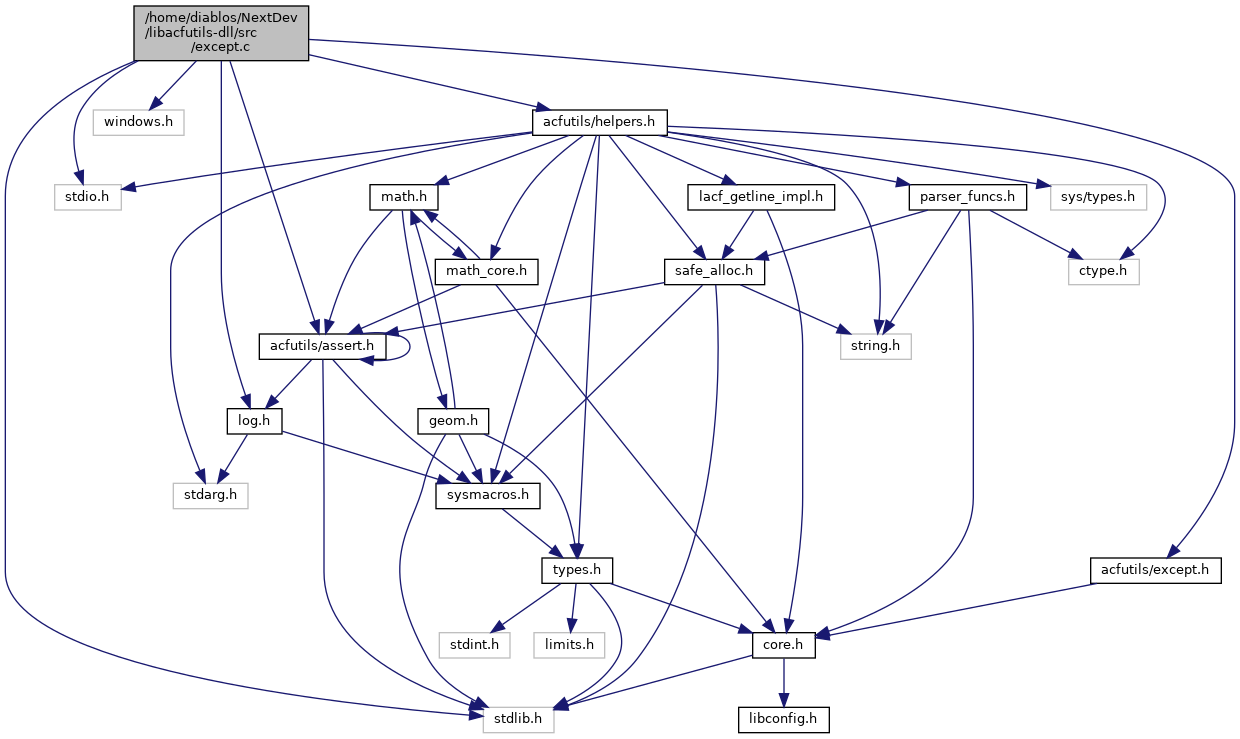 /home/diablos/NextDev
/libacfutils-dll/src
/except.c
windows.h
acfutils/helpers.h
stdio.h
math.h
lacf_getline_impl.h
parser_funcs.h
sys/types.h
math_core.h
safe_alloc.h
ctype.h
acfutils/assert.h
string.h
log.h
geom.h
stdarg.h
sysmacros.h
types.h
acfutils/except.h
stdint.h
limits.h
core.h
stdlib.h
libconfig.h